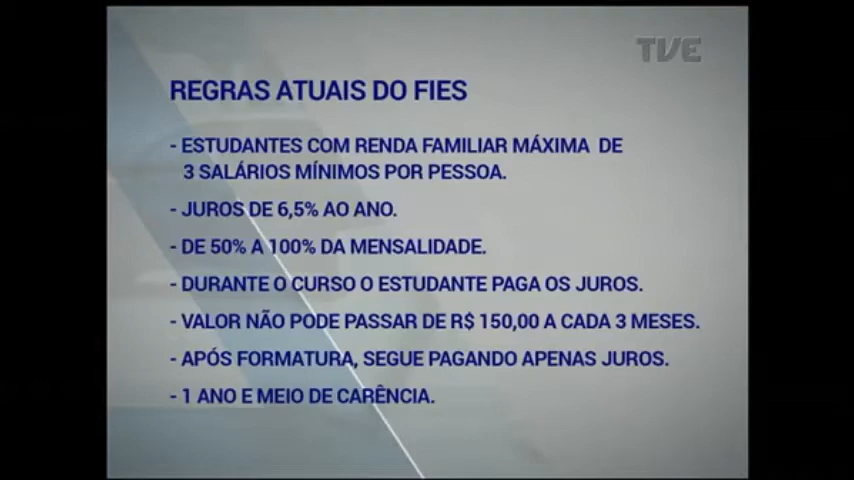 TVE
REGRAS ATUAIS DO FIES
- ESTUDANTES COM RENDA FAMILIAR MÁXIMA DE
3 SALÁRIOS MÍNIMOS POR PESSOA.
- JUROS DE 6,5% AO ANO.
- DE 50% A 100% DA MENSALIDADE.
- DURANTE O CURSO O ESTUDANTE PAGA OS JUROS.
- VALOR NÃO PODE PASSAR DE R$ 150,00 A CADA 3 MESES.
- APÓS FORMATURA, SEGUE PAGANDO APENAS JUROS.
- 1 ANO E MEIO DE CARÊNCIA.